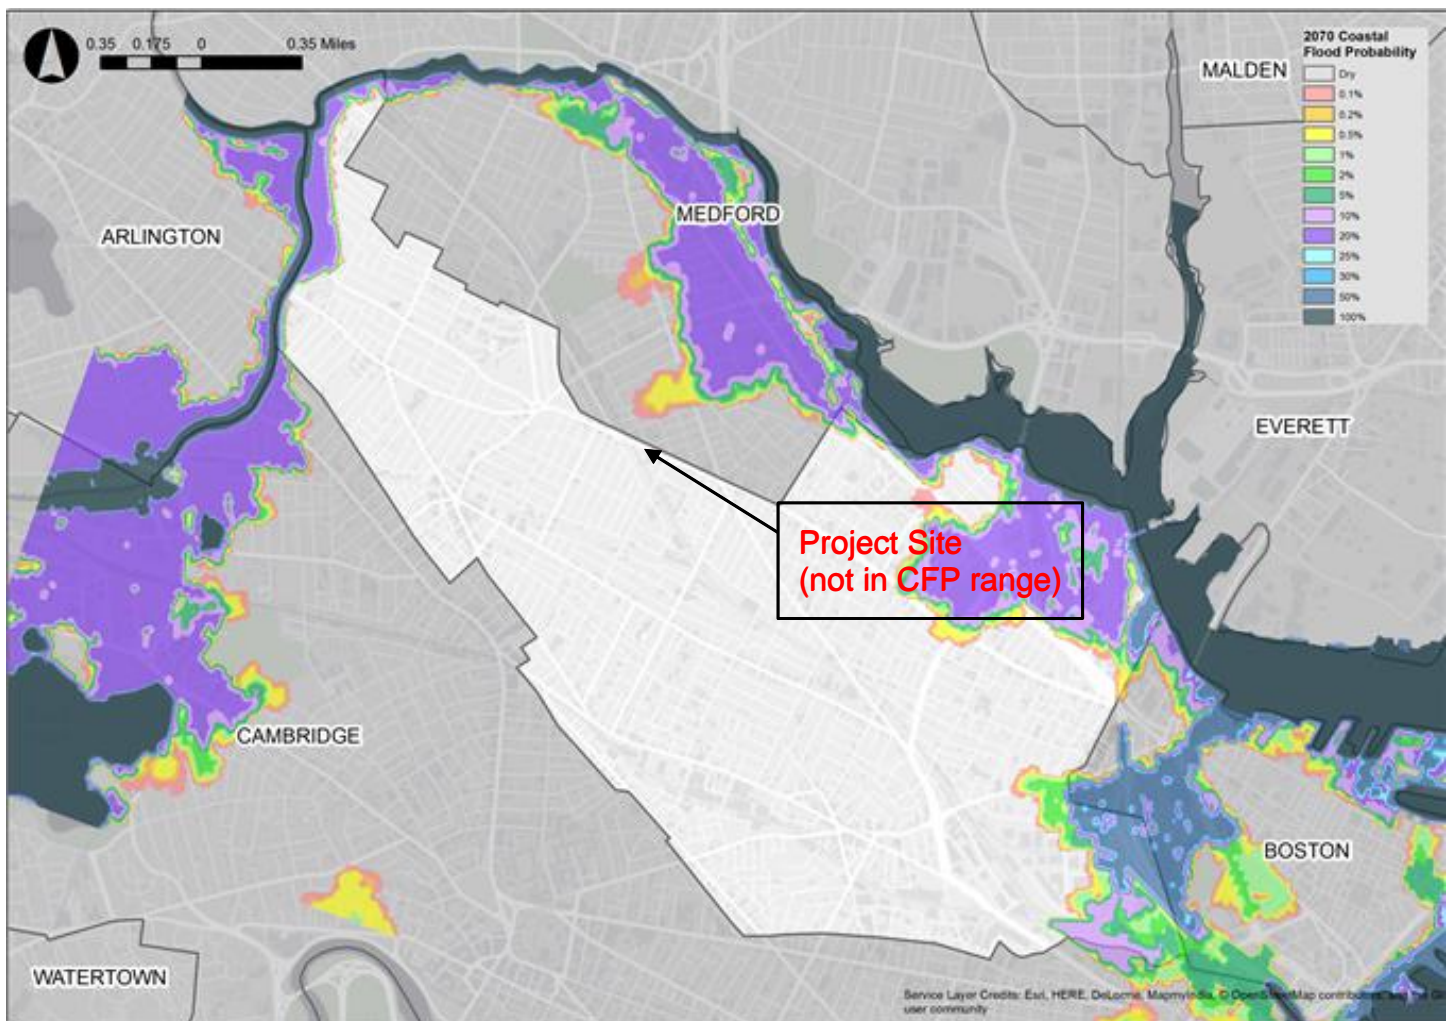 0.35 0.175 0 0.35 Miles
2070 Coastal
Flood Probability
Dry
0.1%
0.2%
0.5%
1%
2%
5%
10%
20%
25%
30%
50%
100%
MALDEN
MEDFORD
ARLINGTON
EVERETT
Project Site
(not in CFP range)
CAMBRIDGE
BOSTON
WATERTOWN
Service Layer Credits: Esri, HERE, DeLorme, MapmyIndia, © OpenStreetMap contributors, and the
user community